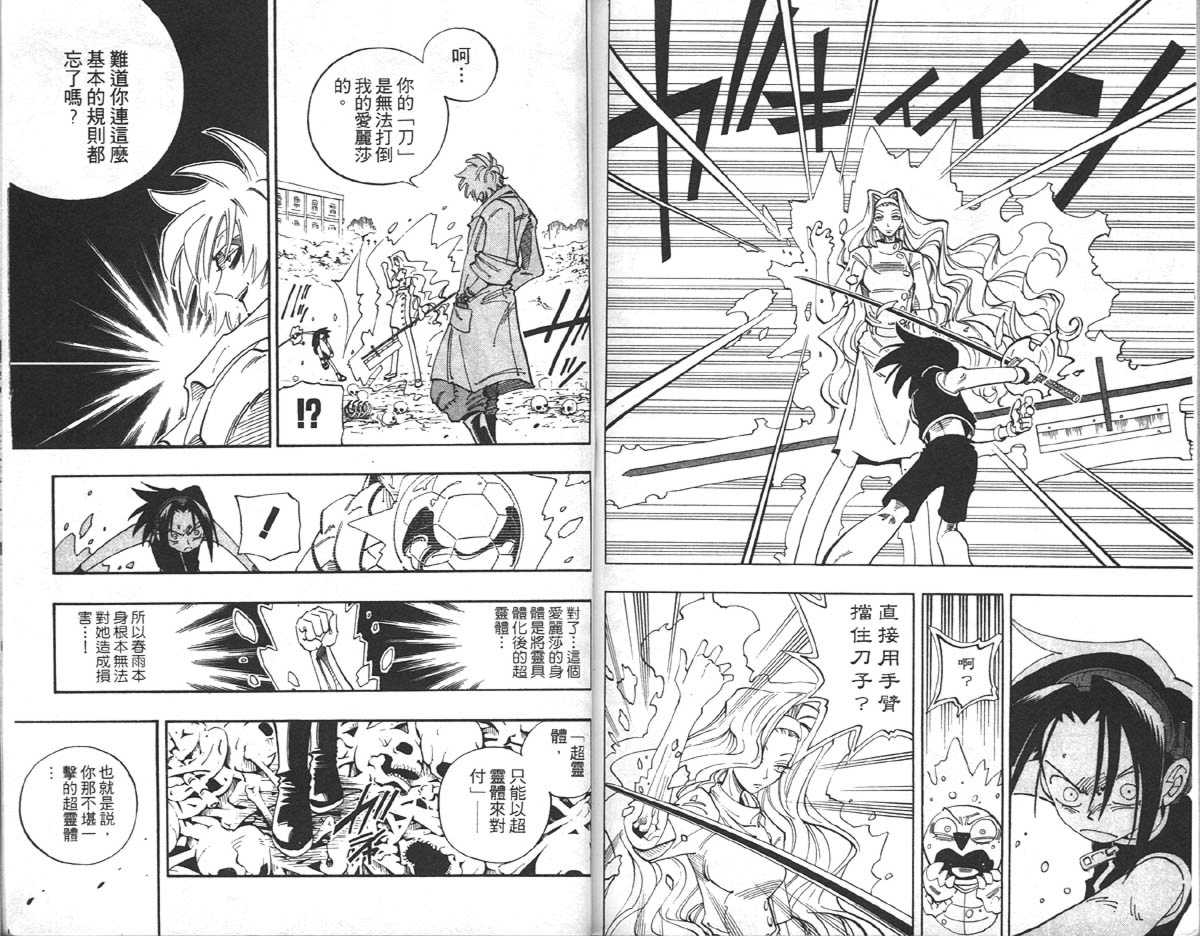 ガキィイン
啊?
直接用手臂
擋住刀子?
呵…
你的「刀」
是無法打倒
我的愛麗莎
的。
!?
難道你連這麼
基本的規則都
忘了嗎?
!
對了…這個
愛麗莎的身
體是將靈具
體化後的超
靈體…
所以春雨本
身根本無法
對她造成損
害…!
「超靈
體,
只能以超
靈體來對
付」──
也就是說,
你那不堪一
擊的超靈體
…